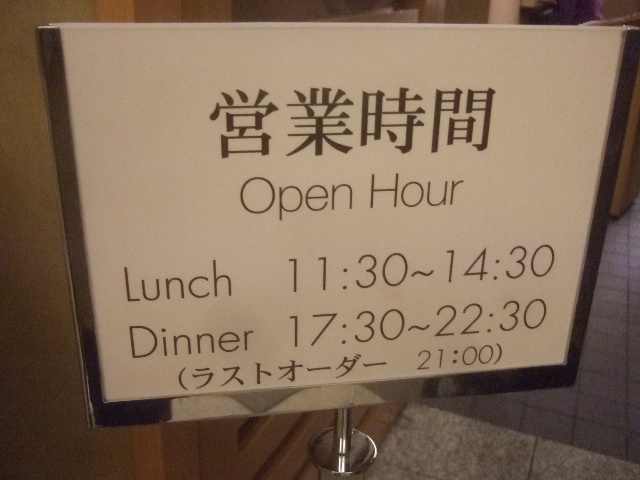 営業時間
Open Hour
Lunch 11:30~14:30
Dinner 17:30~22:30
(ラストオーダー 21:00)